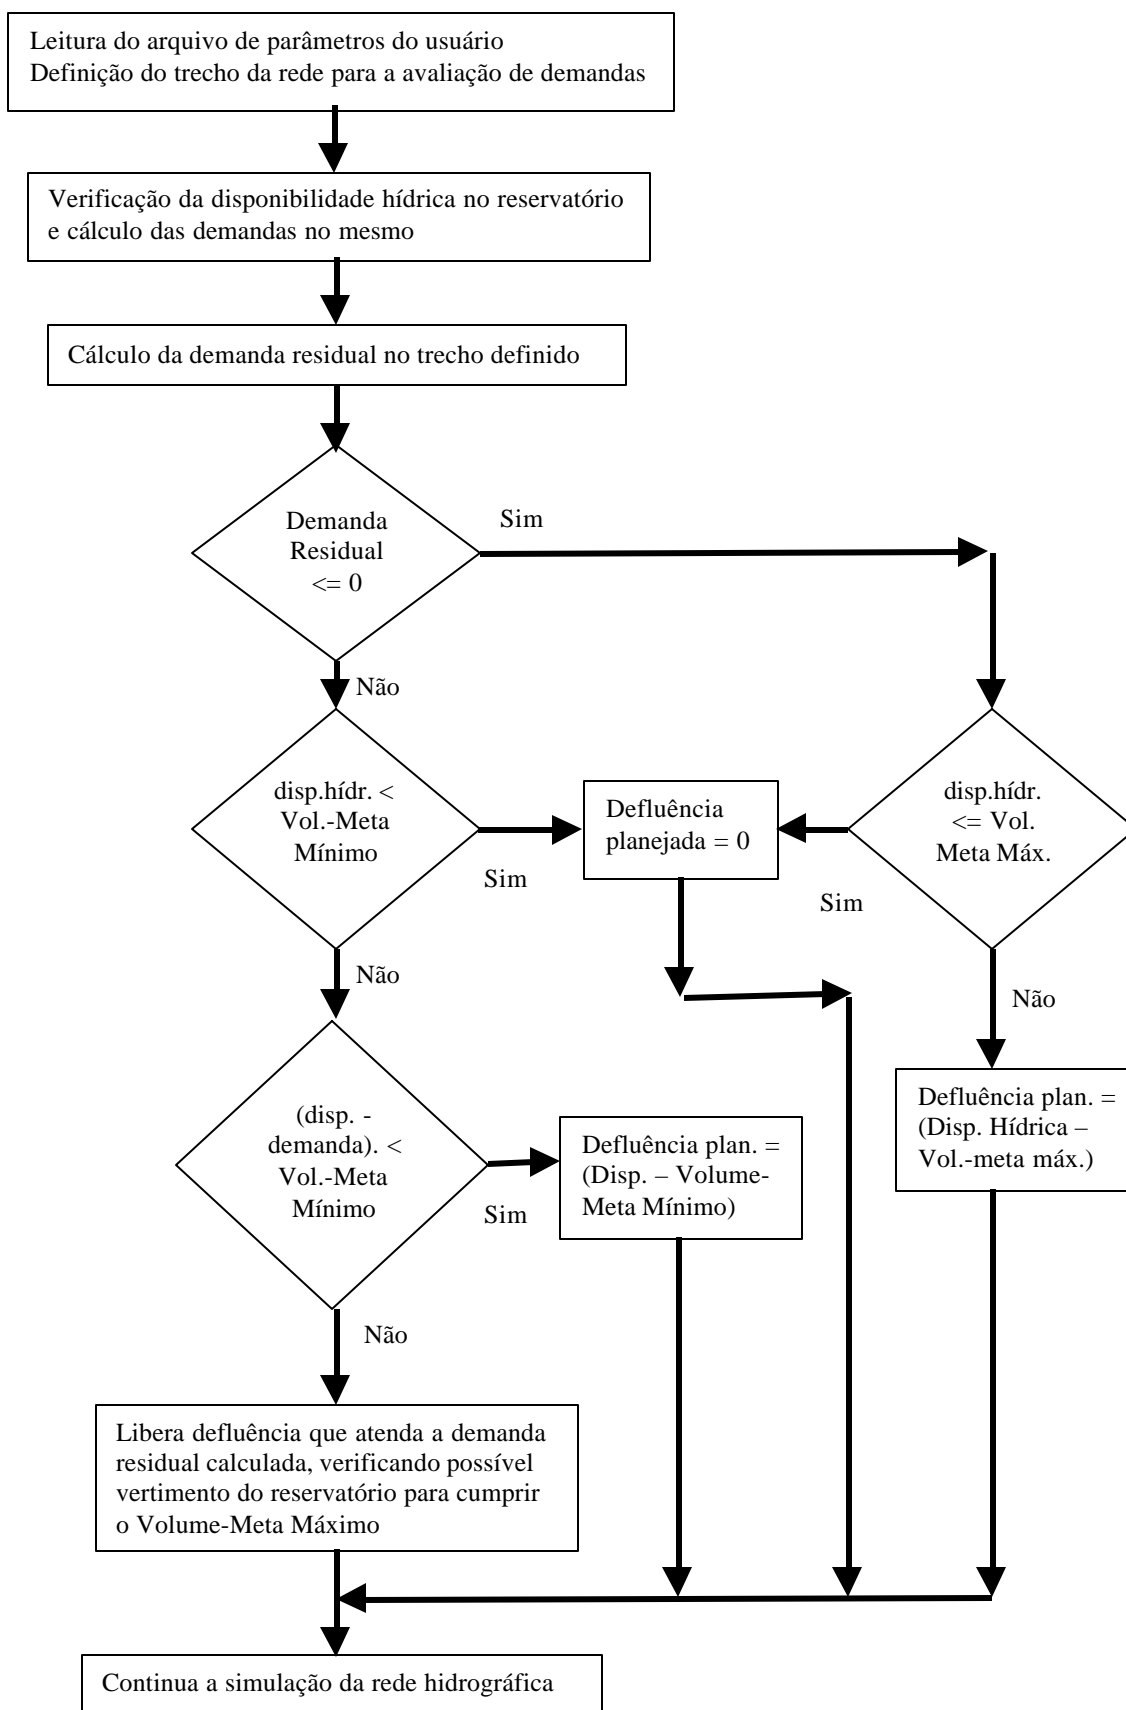 Leitura do arquivo de parâmetros do usuário
Definição do trecho da rede para a avaliação de demandas
Verificação da disponibilidade hídrica no reservatório
e cálculo das demandas no mesmo
Cálculo da demanda residual no trecho definido
Demanda
Residual
<= 0
Sim
Não
disp.hídr. <
Vol.-Meta
Mínimo
Sim
Defluência
planejada = 0
disp.hídr.
<= Vol.
Meta Máx.
Sim
Não
Não
(disp. -
demanda). <
Vol.-Meta
Mínimo
Sim
Defluência plan. =
(Disp. – Volume-
Meta Mínimo)
Defluência plan. =
(Disp. Hídrica –
Vol.-meta máx.)
Não
Libera defluência que atenda a demanda
residual calculada, verificando possível
vertimento do reservatório para cumprir
o Volume-Meta Máximo
Continua a simulação da rede hidrográfica